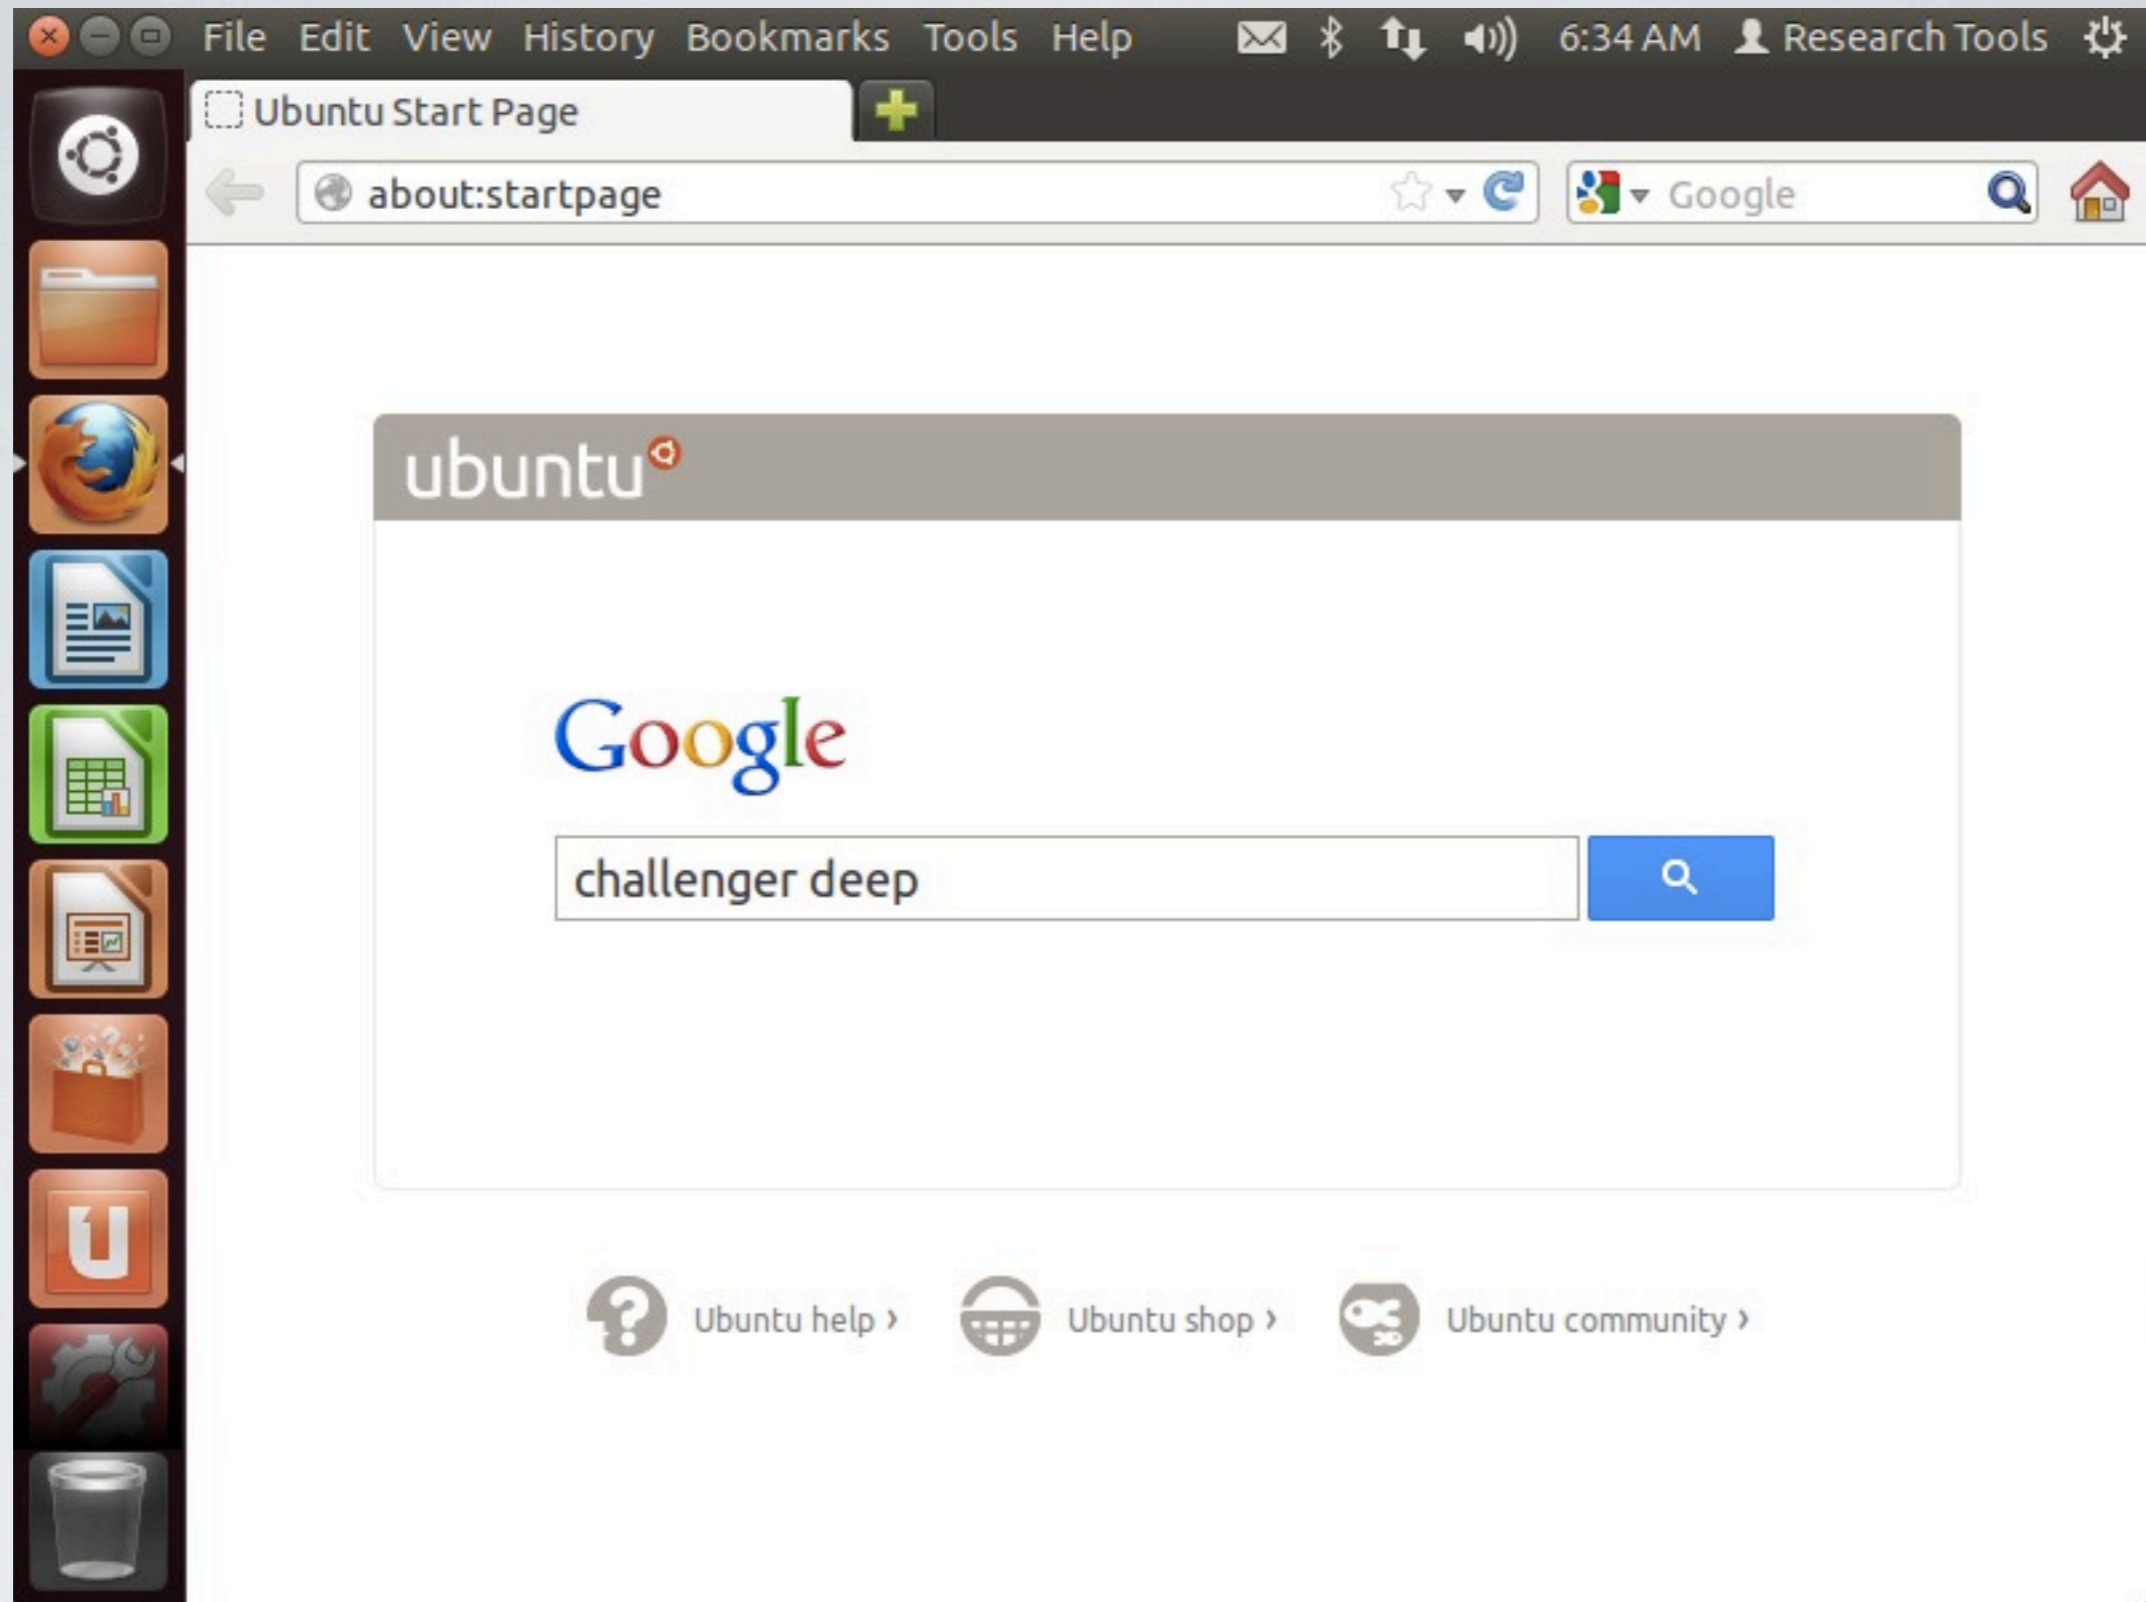 File Edit View History Bookmarks Tools Help 6:34 AM Research Tools
Ubuntu Start Page
about:startpage Google
ubuntu
Google
challenger deep
Ubuntu help › Ubuntu shop › Ubuntu community ›